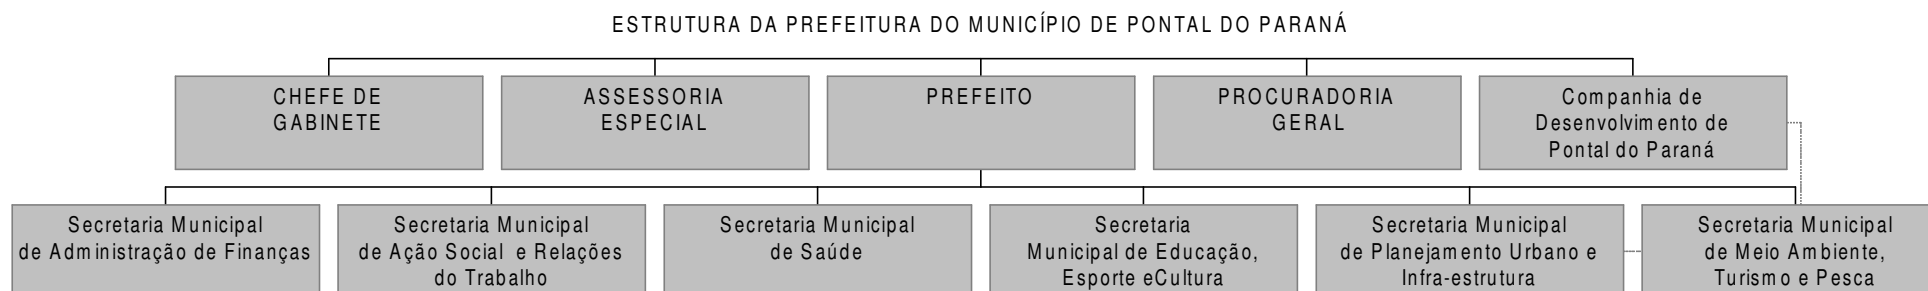 ESTRUTURA DA PREFEITURA DO MUNICÍPIO DE PONTAL DO PARANÁ
CHEFE DE
GABINETE
ASSESSORIA
ESPECIAL
PREFEITO
PROCURADORIA
GERAL
Companhia de
Desenvolvimento de
Pontal do Paraná
Secretaria Municipal
de Administração de Finanças
Secretaria Municipal
de Ação Social e Relações
do Trabalho
Secretaria Municipal
de Saúde
Secretaria
Municipal de Educação,
Esporte eCultura
Secretaria Municipal
de Planejamento Urbano e
Infra-estrutura
Secretaria Municipal
de Meio Ambiente,
Turismo e Pesca